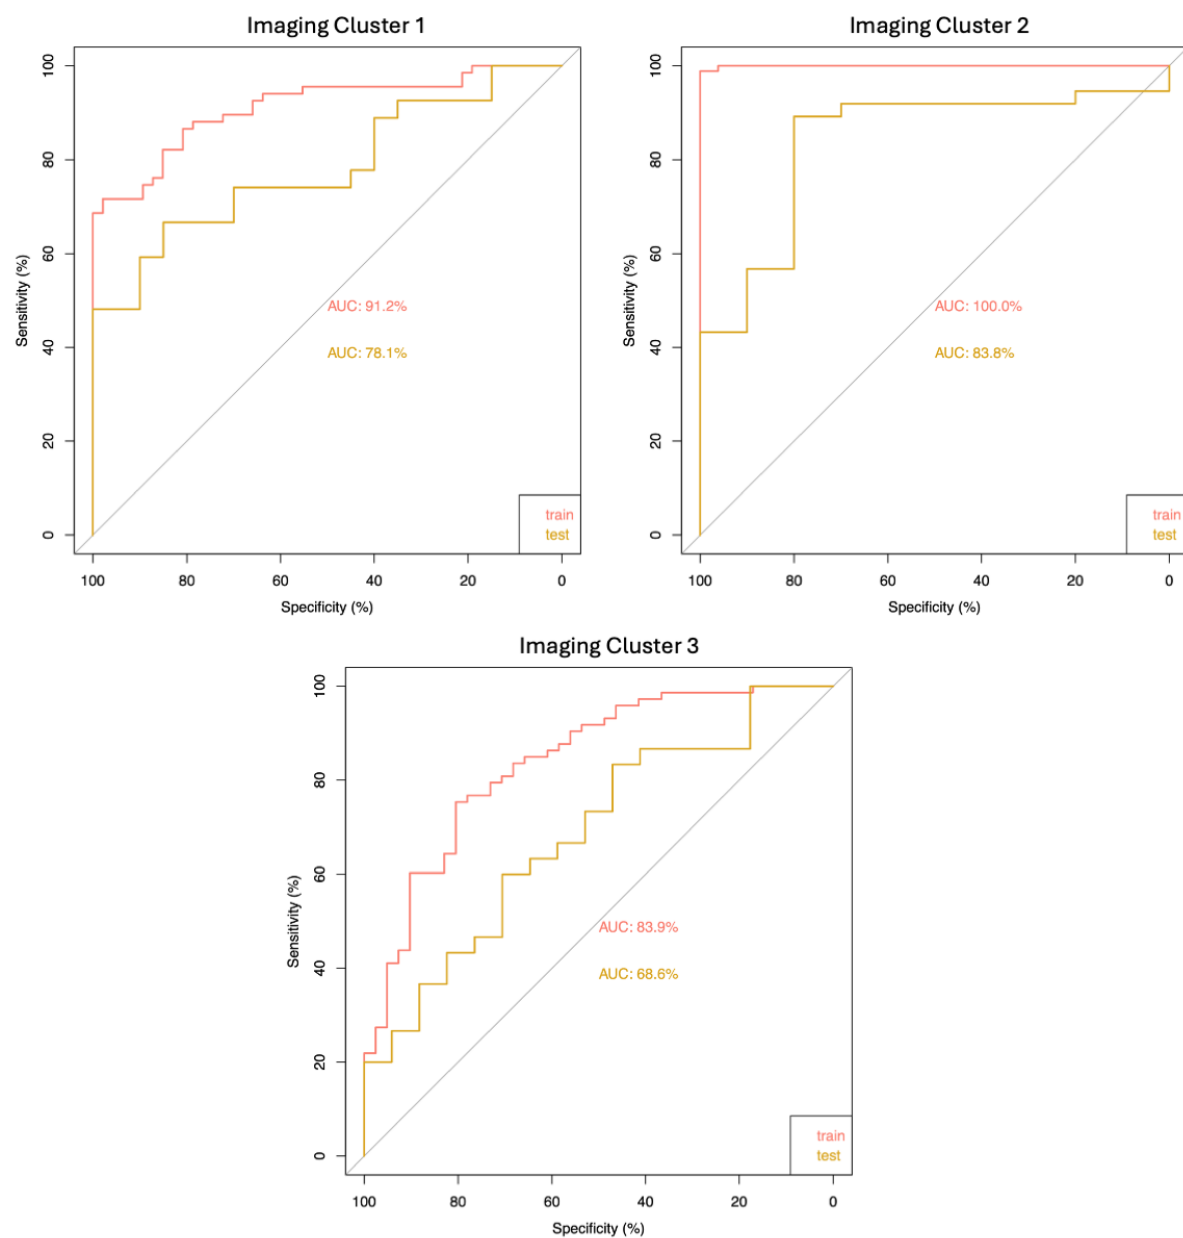 Imaging Cluster 1
Sensitivity (%)
100
80
60
40
20
0
AUC: 91.2%
AUC: 78.1%
train
test
100 80 60 40 20 0
Specificity (%)
Imaging Cluster 2
Sensitivity (%)
100
80
60
40
20
0
AUC: 100.0%
AUC: 83.8%
train
test
100 80 60 40 20 0
Specificity (%)
Imaging Cluster 3
Sensitivity (%)
100
80
60
40
20
0
AUC: 83.9%
AUC: 68.6%
train
test
100 80 60 40 20 0
Specificity (%)